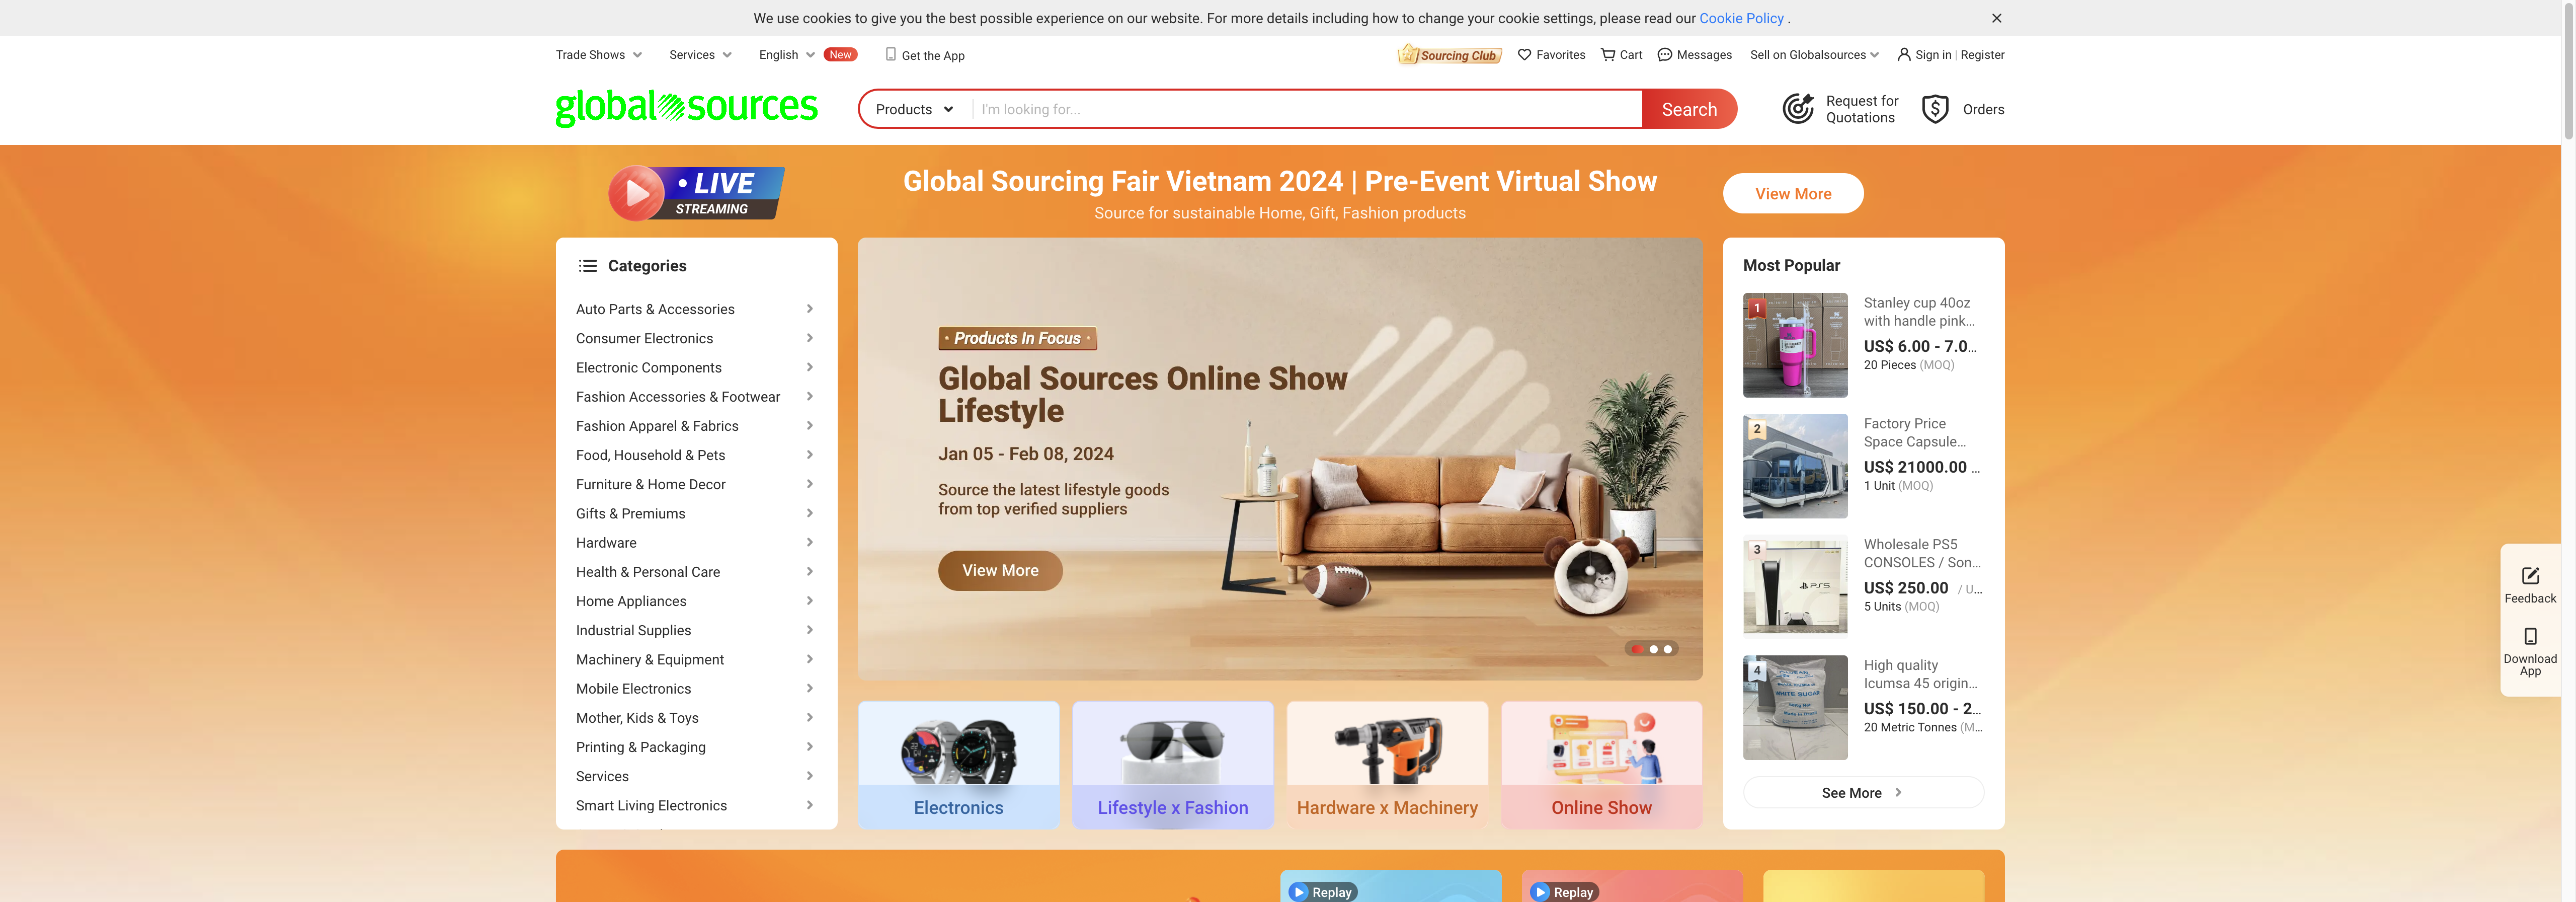 We use cookies to give you the best possible experience on our website. For more details including how to change your cookie settings, please read our Cookie Policy .
Trade Shows
Services
English
New
Get the App
Sourcing Club
Favorites
Cart
Messages
Sell on Globalsources
Sign in | Register
global sources
Products
I'm looking for...
Search
Request for
Quotations
Orders
• LIVE
STREAMING
Global Sourcing Fair Vietnam 2024 | Pre-Event Virtual Show
Source for sustainable Home, Gift, Fashion products
View More
Categories
Auto Parts & Accessories
Consumer Electronics
Electronic Components
Fashion Accessories & Footwear
Fashion Apparel & Fabrics
Food, Household & Pets
Furniture & Home Decor
Gifts & Premiums
Hardware
Health & Personal Care
Home Appliances
Industrial Supplies
Machinery & Equipment
Mobile Electronics
Mother, Kids & Toys
Printing & Packaging
Services
Smart Living Electronics
• Products In Focus •
Global Sources Online Show
Lifestyle
Jan 05 - Feb 08, 2024
Source the latest lifestyle goods
from top verified suppliers
View More
Electronics
Lifestyle x Fashion
Hardware x Machinery
Online Show
Most Popular
1
Stanley cup 40oz
with handle pink...
US$ 6.00 - 7.0...
20 Pieces (MOQ)
2
Factory Price
Space Capsule...
US$ 21000.00 ...
1 Unit (MOQ)
3
PS5
Wholesale PS5
CONSOLES / Son...
US$ 250.00 / U...
5 Units (MOQ)
4
WHITE SUGAR
High quality
Icumsa 45 origin...
US$ 150.00 - 2...
20 Metric Tonnes (M...
See More
Feedback
Download
App
Replay
Replay